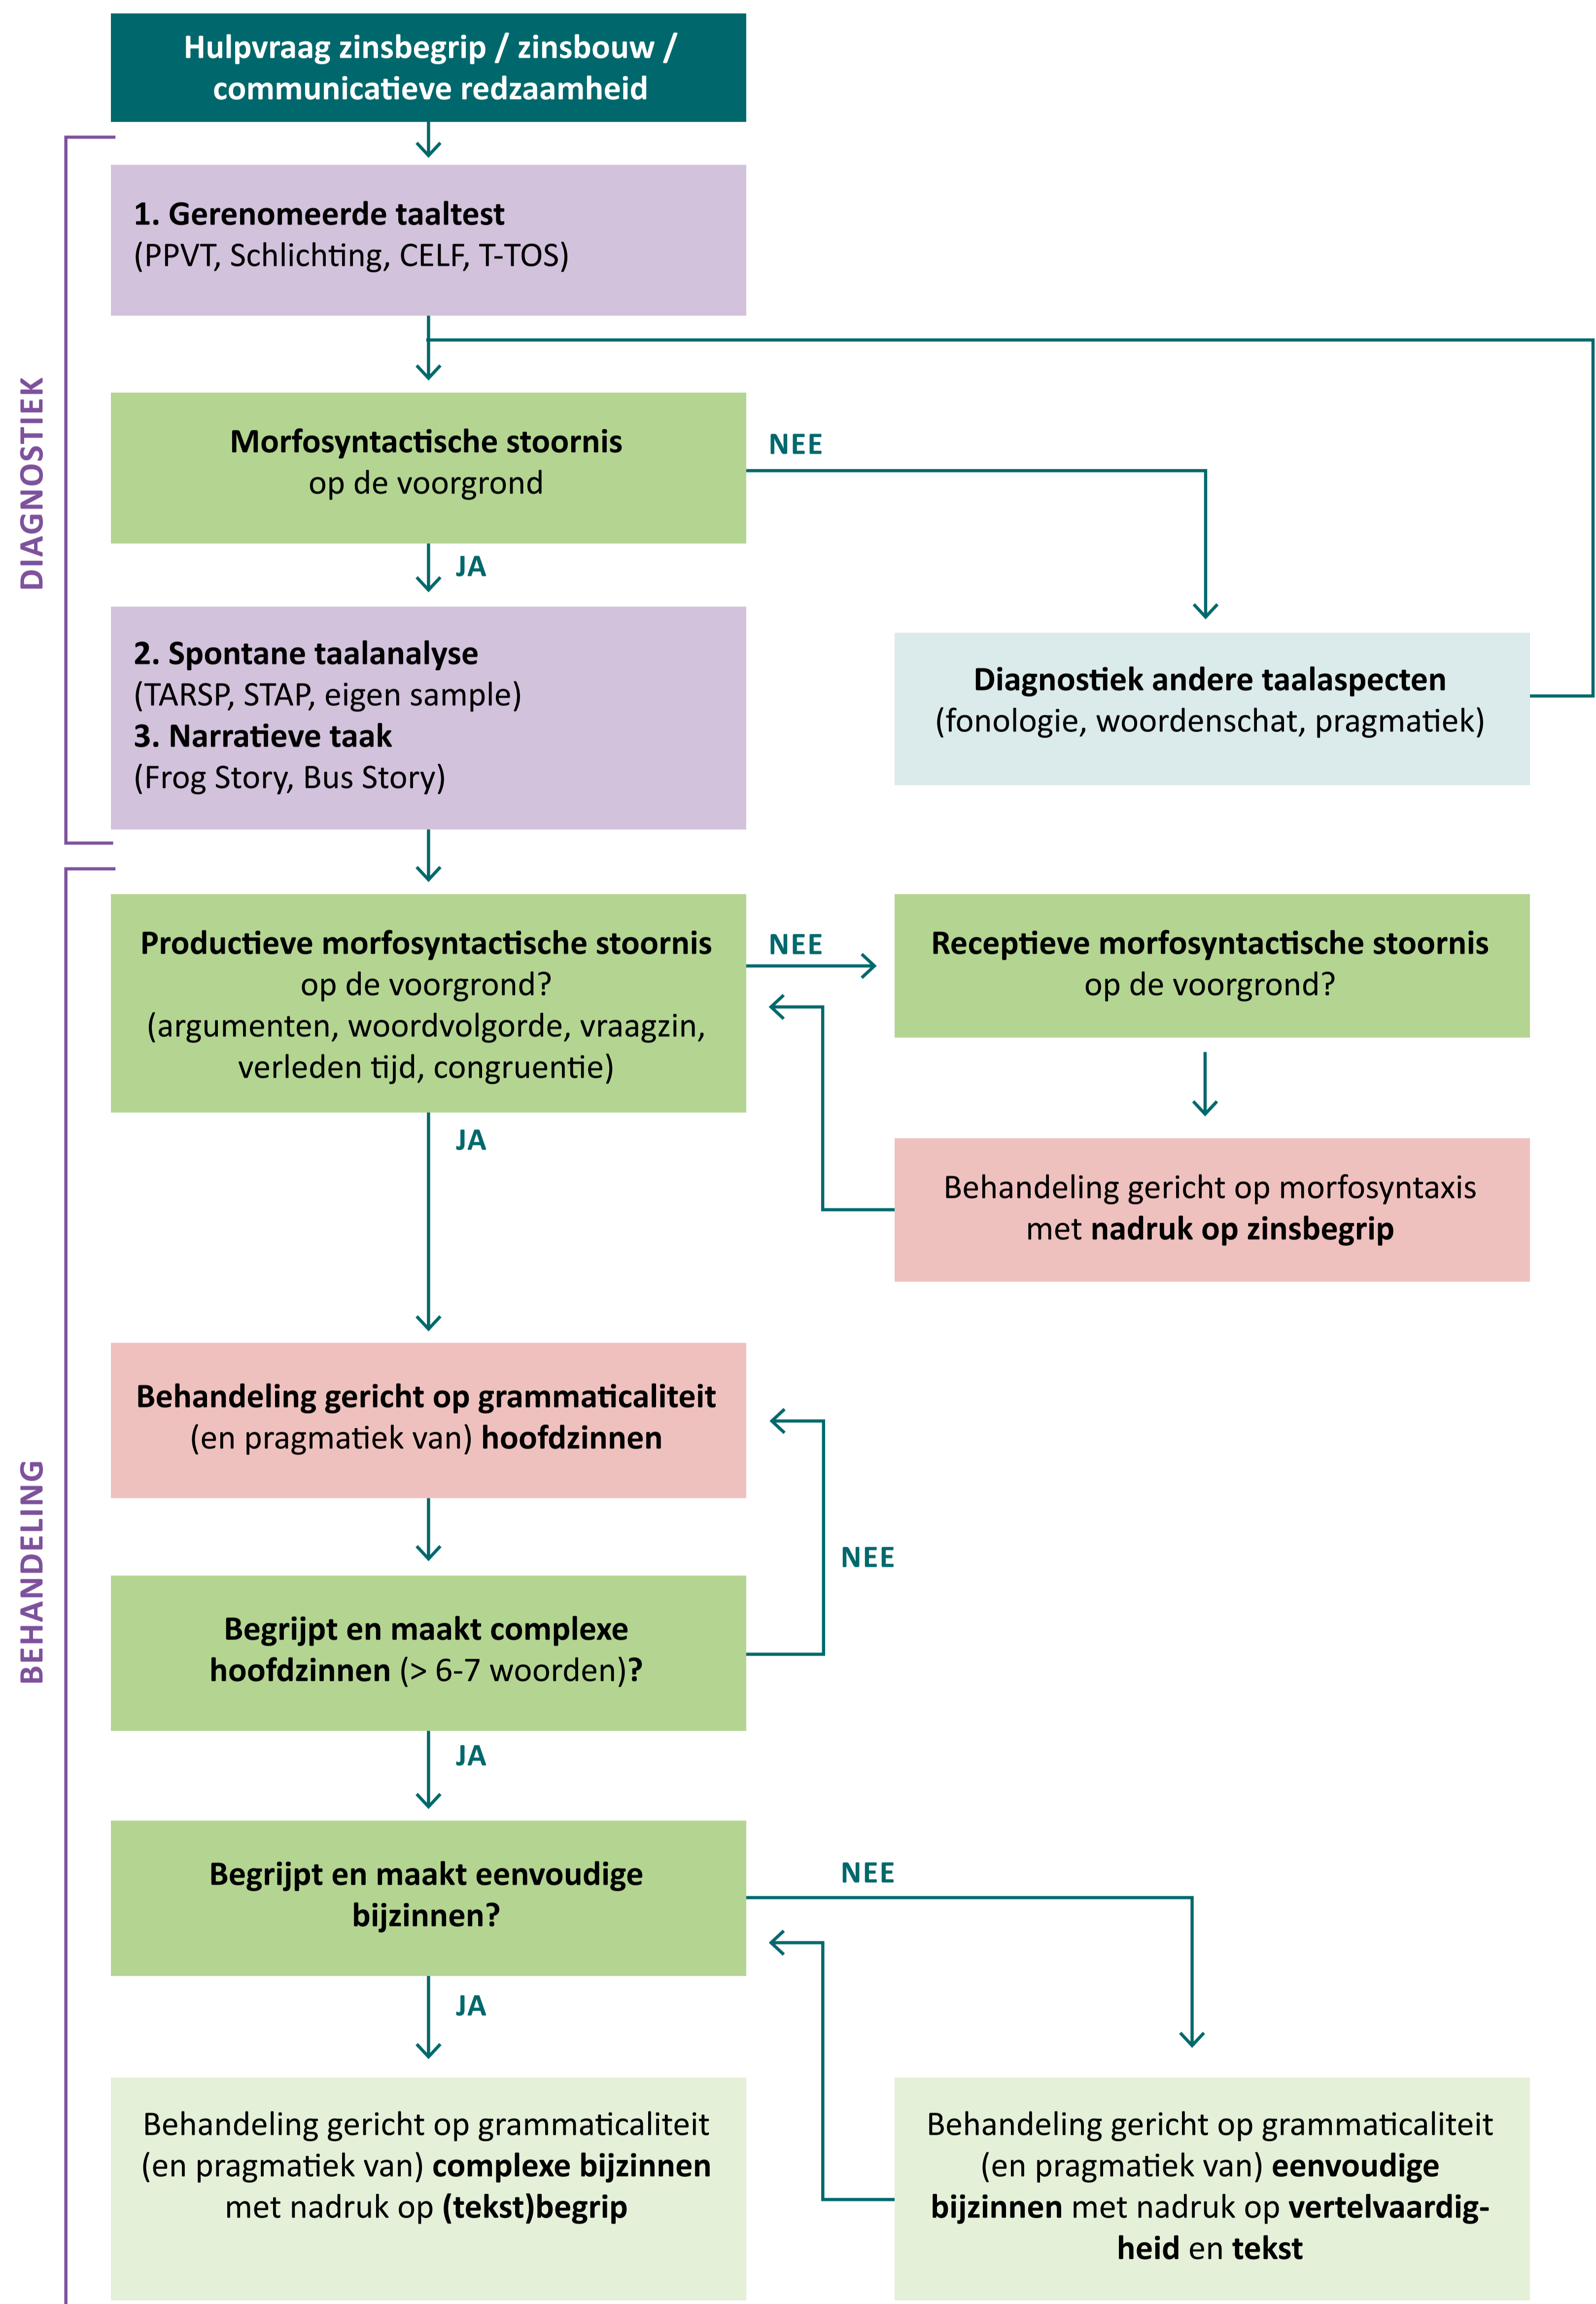 Hulpvraag zinsbegrip / zinsbouw /
communicatieve redzaamheid
DIAGNOSTIEK
1. Gerenomeerde taaltest
(PPVT, Schlichting, CELF, T-TOS)
Morfosyntactische stoornis
op de voorgrond
NEE
JA
2. Spontane taalanalyse
(TARSP, STAP, eigen sample)
3. Narratieve taak
(Frog Story, Bus Story)
Diagnostiek andere taalaspecten
(fonologie, woordenschat, pragmatiek)
BEHANDELING
Productieve morfosyntactische stoornis
op de voorgrond?
(argumenten, woordvolgorde, vraagzin,
verleden tijd, congruentie)
NEE
Receptieve morfosyntactische stoornis
op de voorgrond?
JA
Behandeling gericht op morfosyntaxis
met nadruk op zinsbegrip
Behandeling gericht op grammaticaliteit
(en pragmatiek van) hoofdzinnen
NEE
Begrijpt en maakt complexe
hoofdzinnen (> 6-7 woorden)?
JA
Begrijpt en maakt eenvoudige
bijzinnen?
NEE
JA
Behandeling gericht op grammaticaliteit
(en pragmatiek van) complexe bijzinnen
met nadruk op (tekst)begrip
Behandeling gericht op grammaticaliteit
(en pragmatiek van) eenvoudige
bijzinnen met nadruk op vertelvaardig-
heid en tekst